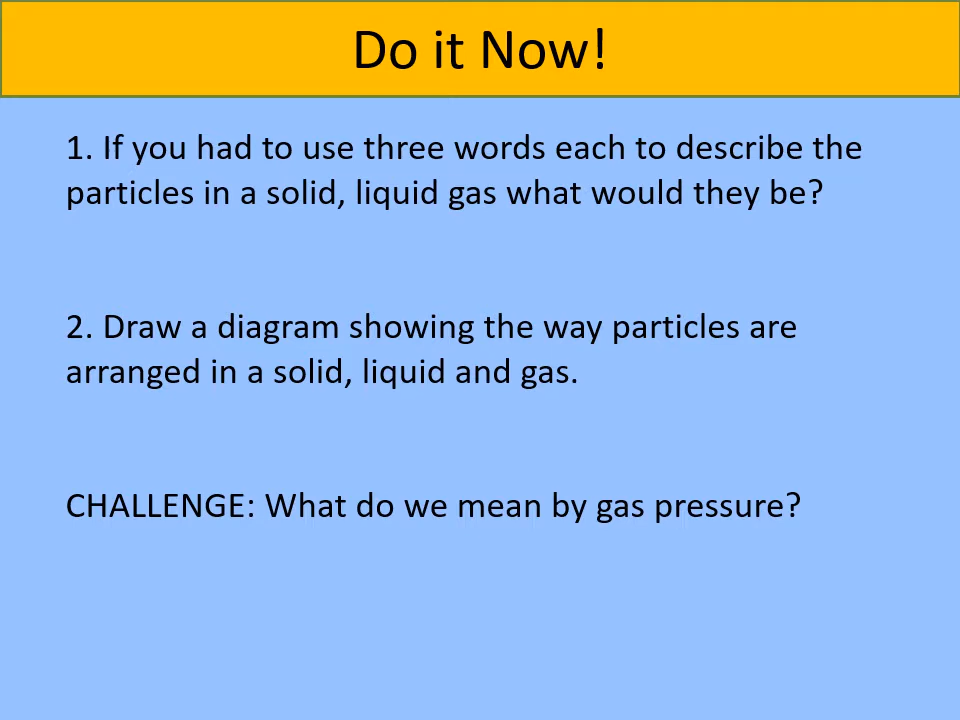 Do it Now!
1. If you had to use three words each to describe the
particles in a solid, liquid gas what would they be?
2. Draw a diagram showing the way particles are
arranged in a solid, liquid and gas.
CHALLENGE: What do we mean by gas pressure?